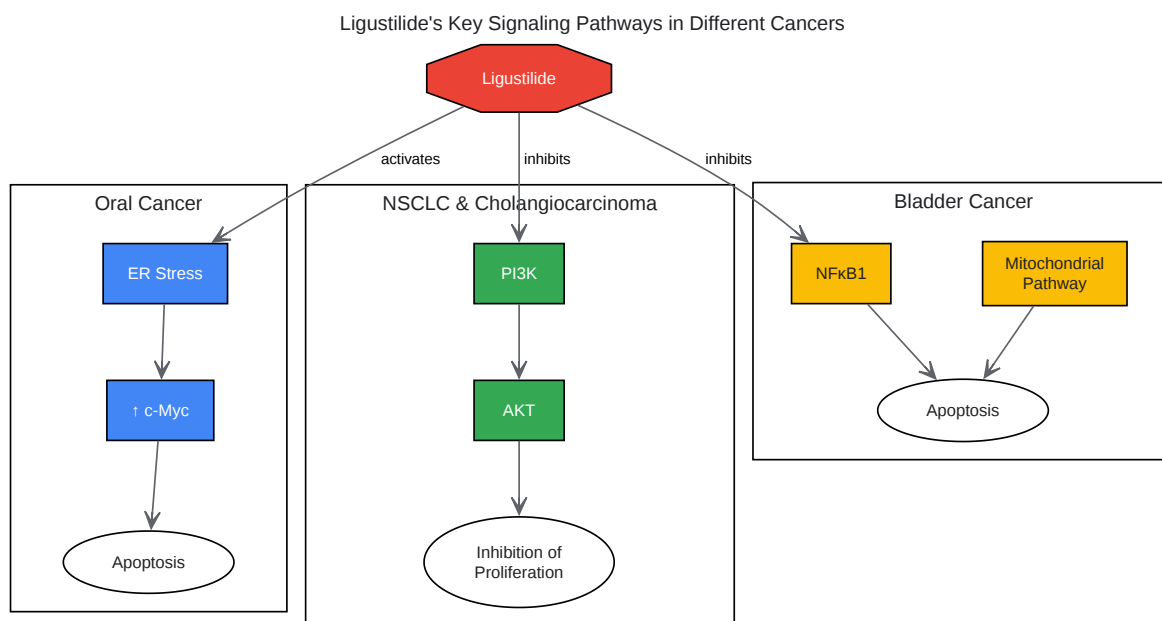 Ligustilide's Key Signaling Pathways in Different Cancers
Ligustilide
activates
inhibits
inhibits
Oral Cancer
ER Stress
↑ c-Myc
Apoptosis
NSCLC & Cholangiocarcinoma
PI3K
AKT
Inhibition of
Proliferation
Bladder Cancer
NFκB1
Mitochondrial
Pathway
Apoptosis